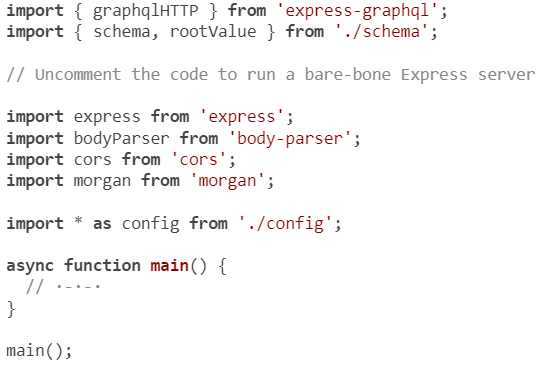 import { graphqlHTTP } from 'express-graphql';
import { schema, rootValue } from './schema';
// Uncomment the code to run a bare-bone Express server
import express from 'express';
import bodyParser from 'body-parser';
import cors from 'cors';
import morgan from 'morgan';
import * as config from './config';
async function main() {
  // ·-·-·
}
main();